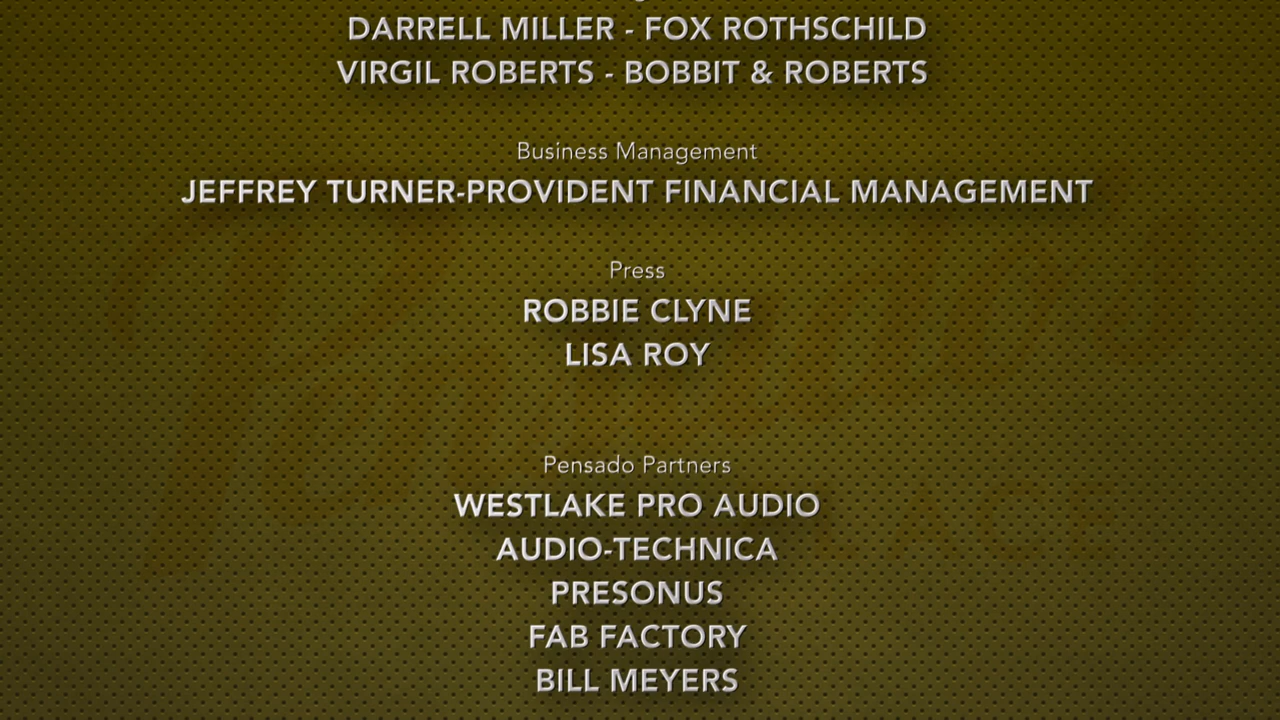 DARRELL MILLER - FOX ROTHSCHILD
VIRGIL ROBERTS - BOBBIT & ROBERTS
Business Management
JEFFREY TURNER-PROVIDENT FINANCIAL MANAGEMENT
Press
ROBBIE CLYNE
LISA ROY
Pensado Partners
WESTLAKE PRO AUDIO
AUDIO-TECHNICA
PRESONUS
FAB FACTORY
BILL MEYERS